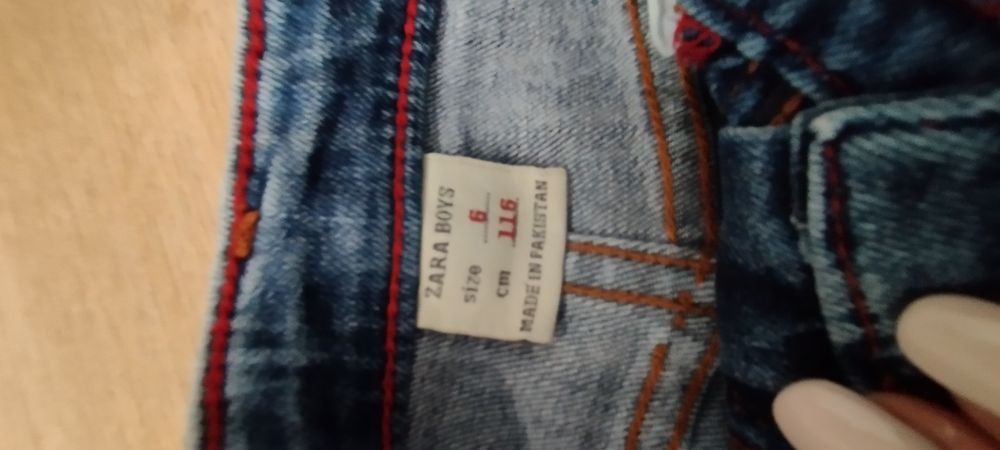 ZARA BOYS
size 6
cm 116
MADE IN PAKISTAN